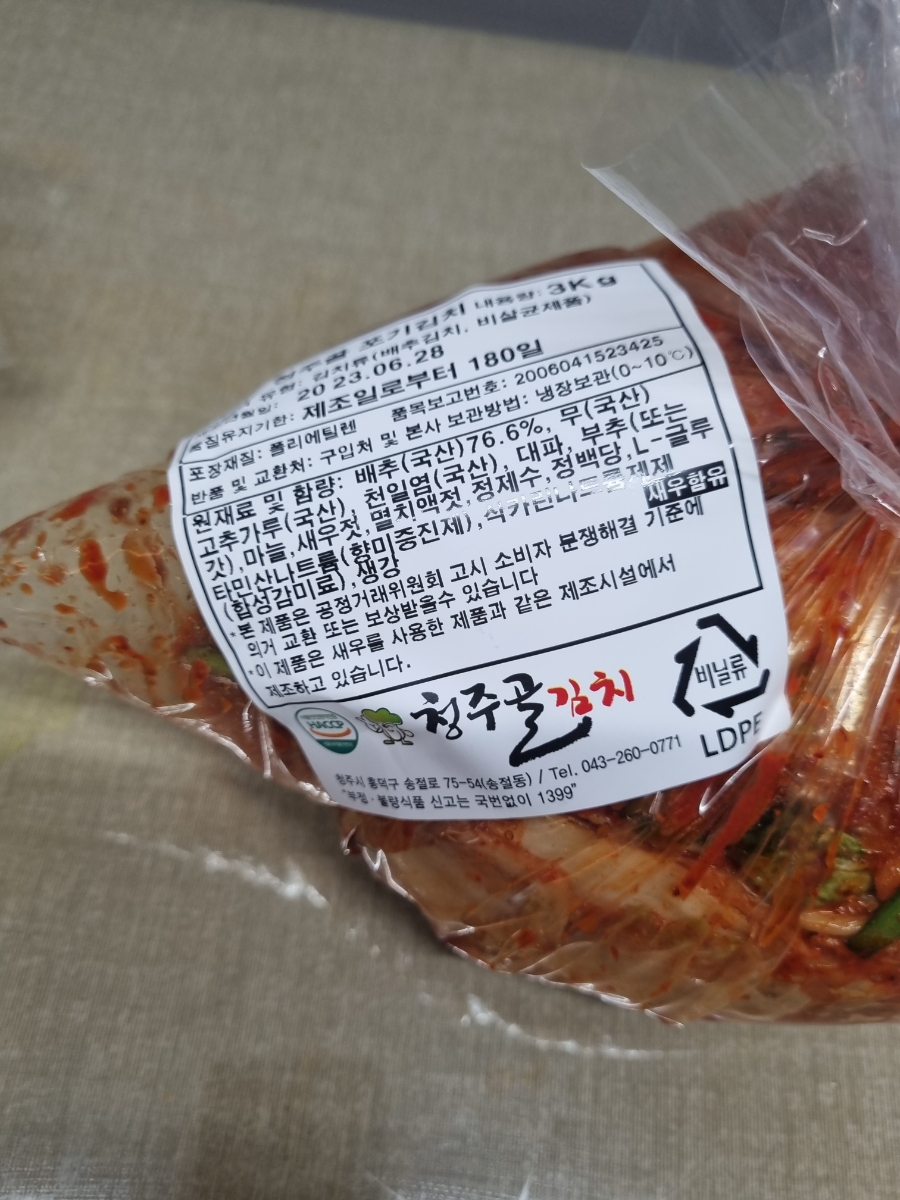 포기김치 내용량: 3Kg
유형: 김치류(배추김치, 비살균제품)
2023.06.28
품질유지기한: 제조일로부터 180일
포장재질: 폴리에틸렌 품목보고번호: 2006041523425
반품 및 교환처: 구입처 및 본사 보관방법: 냉장보관(0~10℃)
원재료 및 함량: 배추(국산)76.6%, 무(국산)
고추가루(국산), 천일염(국산), 대파, 부추(또는
갓),마늘,새우젓,멸치액젓,정제수,정백당,L-글루
타민산나트륨(향미증진제),삭카린나트륨제제
(합성감미료),생강 새우함유
*본 제품은 공정거래위원회 고시 소비자 분쟁해결 기준에
의거 교환 또는 보상받을수 있습니다
*이 제품은 새우를 사용한 제품과 같은 제조시설에서
제조하고 있습니다.
HACCP
청주골김치
비닐류
LDPE
청주시 흥덕구 송절로 75-54(송절동) / Tel. 043-260-0771
"부정·불량식품 신고는 국번없이 1399"